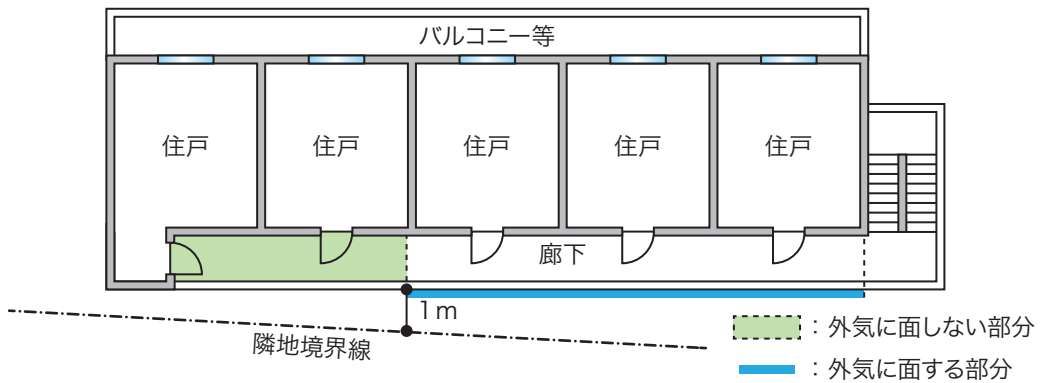 バルコニー等
住戸
住戸
住戸
住戸
住戸
廊下
1m
隣地境界線
：外気に面しない部分
：外気に面する部分